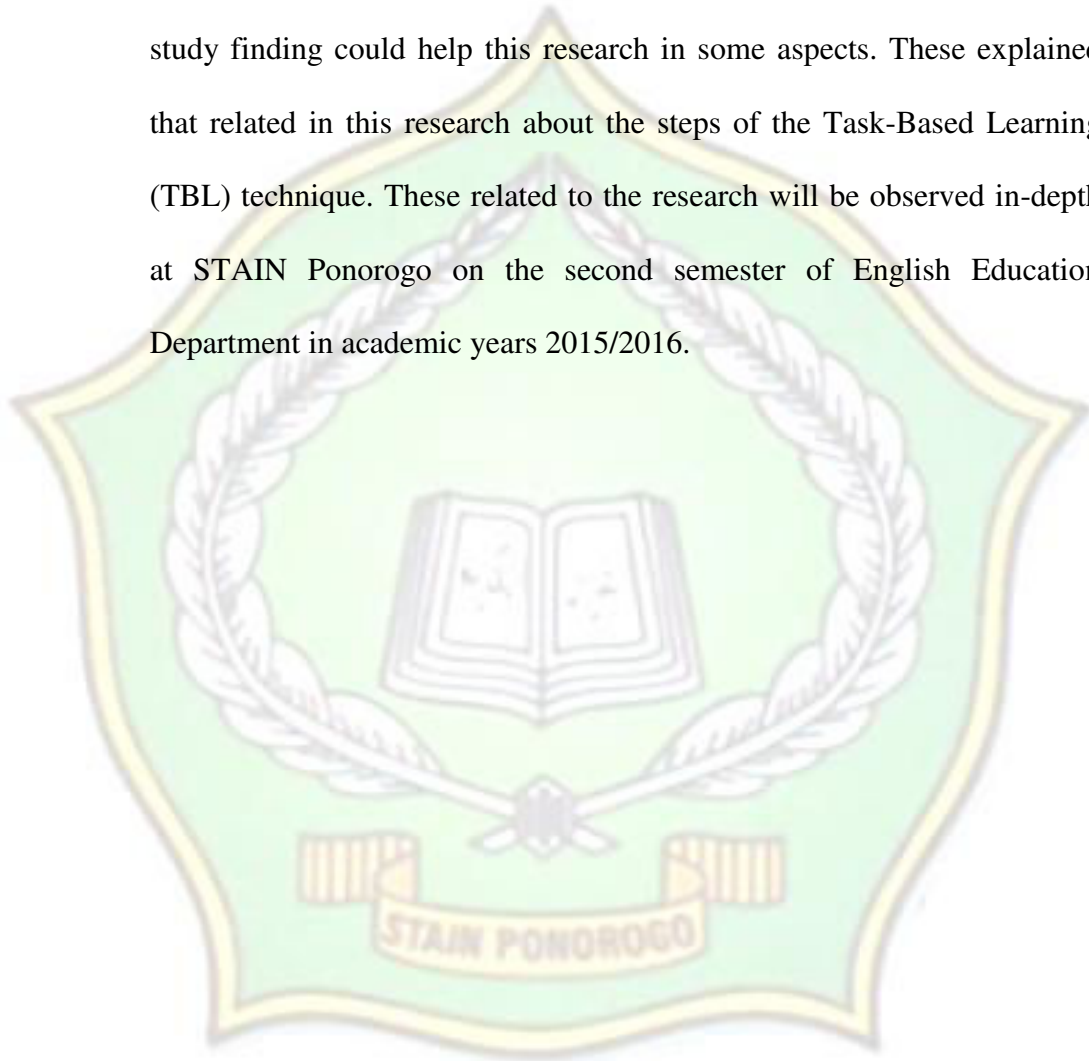 study finding could help this research in some aspects. These explained
that related in this research about the steps of the Task-Based Learning
(TBL) technique. These related to the research will be observed in-depth
at STAIN Ponorogo on the second semester of English Education
Department in academic years 2015/2016.
STAIN PONOROGO